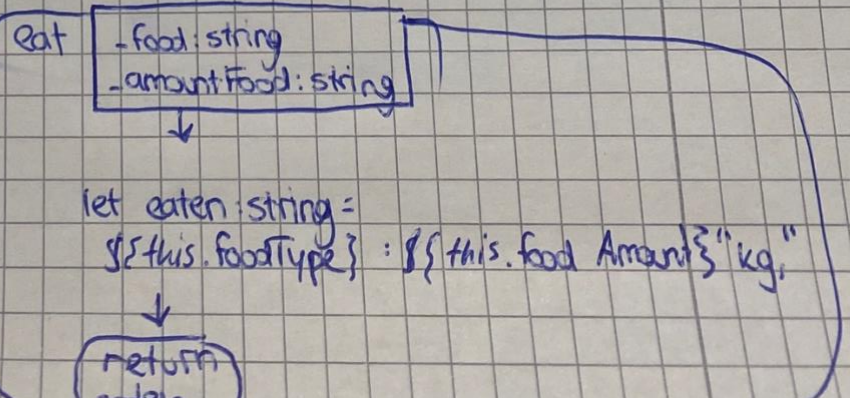 eat
-food:string
-amountFood:string
let eaten:string=
${this.foodType} : ${this.food Amount}"kg,"
return